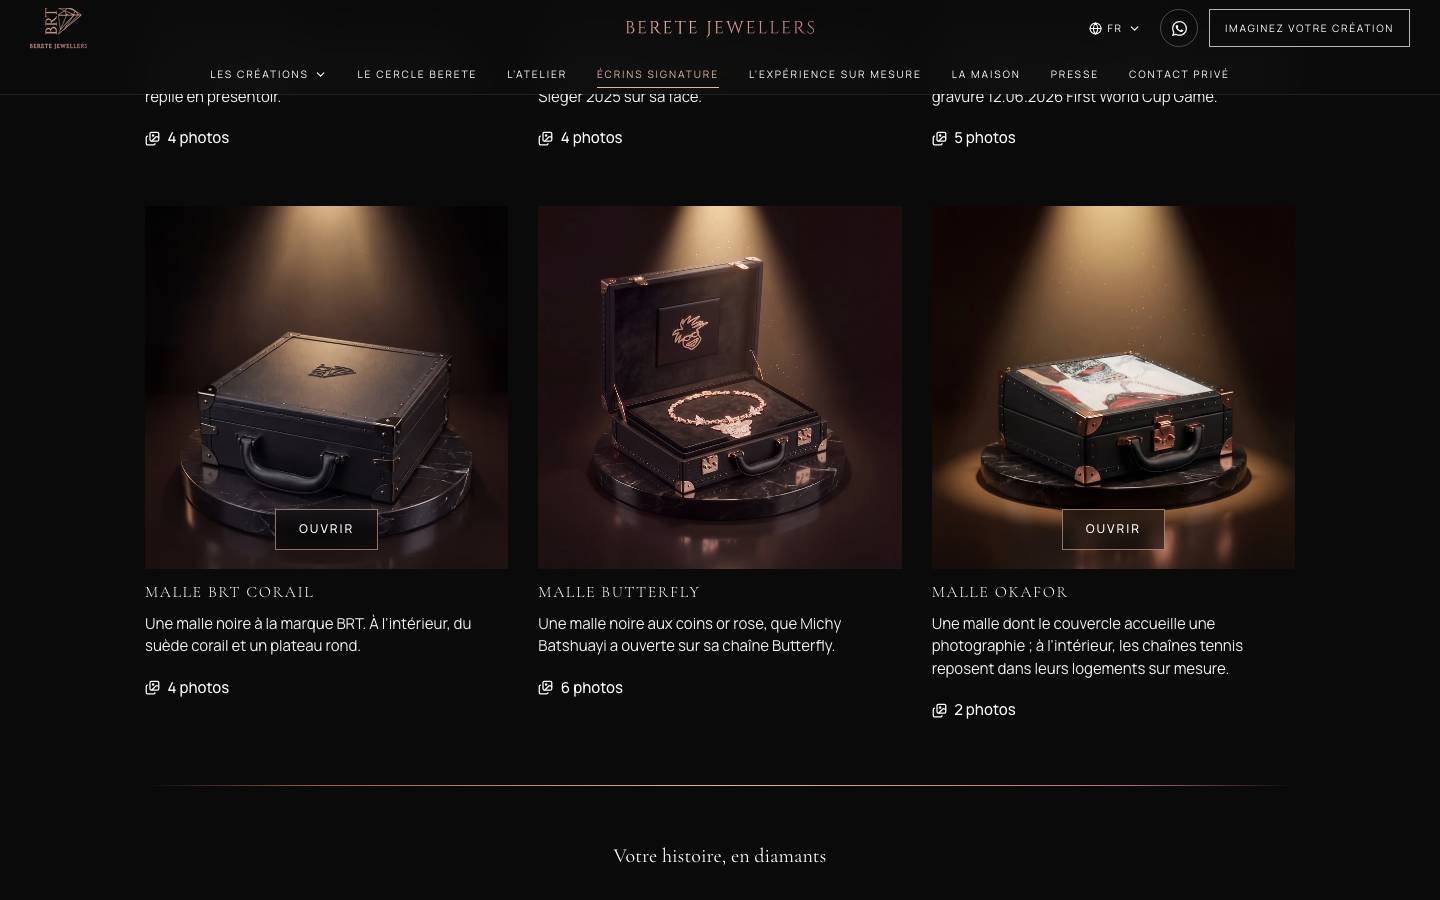 BRT
BERETE JEWELLERS
BERETE JEWELLERS
FR
IMAGINEZ VOTRE CRÉATION
LES CRÉATIONS
LE CERCLE BERETE
L'ATELIER
ÉCRINS SIGNATURE
L'EXPÉRIENCE SUR MESURE
LA MAISON
PRESSE
CONTACT PRIVÉ
replié en présentoir.
Sieger 2025 sur sa face.
gravure 12.06.2026 First World Cup Game.
4 photos
4 photos
5 photos
OUVRIR
OUVRIR
MALLE BRT CORAIL
Une malle noire à la marque BRT. À l'intérieur, du
suède corail et un plateau rond.
4 photos
MALLE BUTTERFLY
Une malle noire aux coins or rose, que Michy
Batshuayi a ouverte sur sa chaîne Butterfly.
6 photos
MALLE OKAFOR
Une malle dont le couvercle accueille une
photographie ; à l'intérieur, les chaînes tennis
reposent dans leurs logements sur mesure.
2 photos
Votre histoire, en diamants